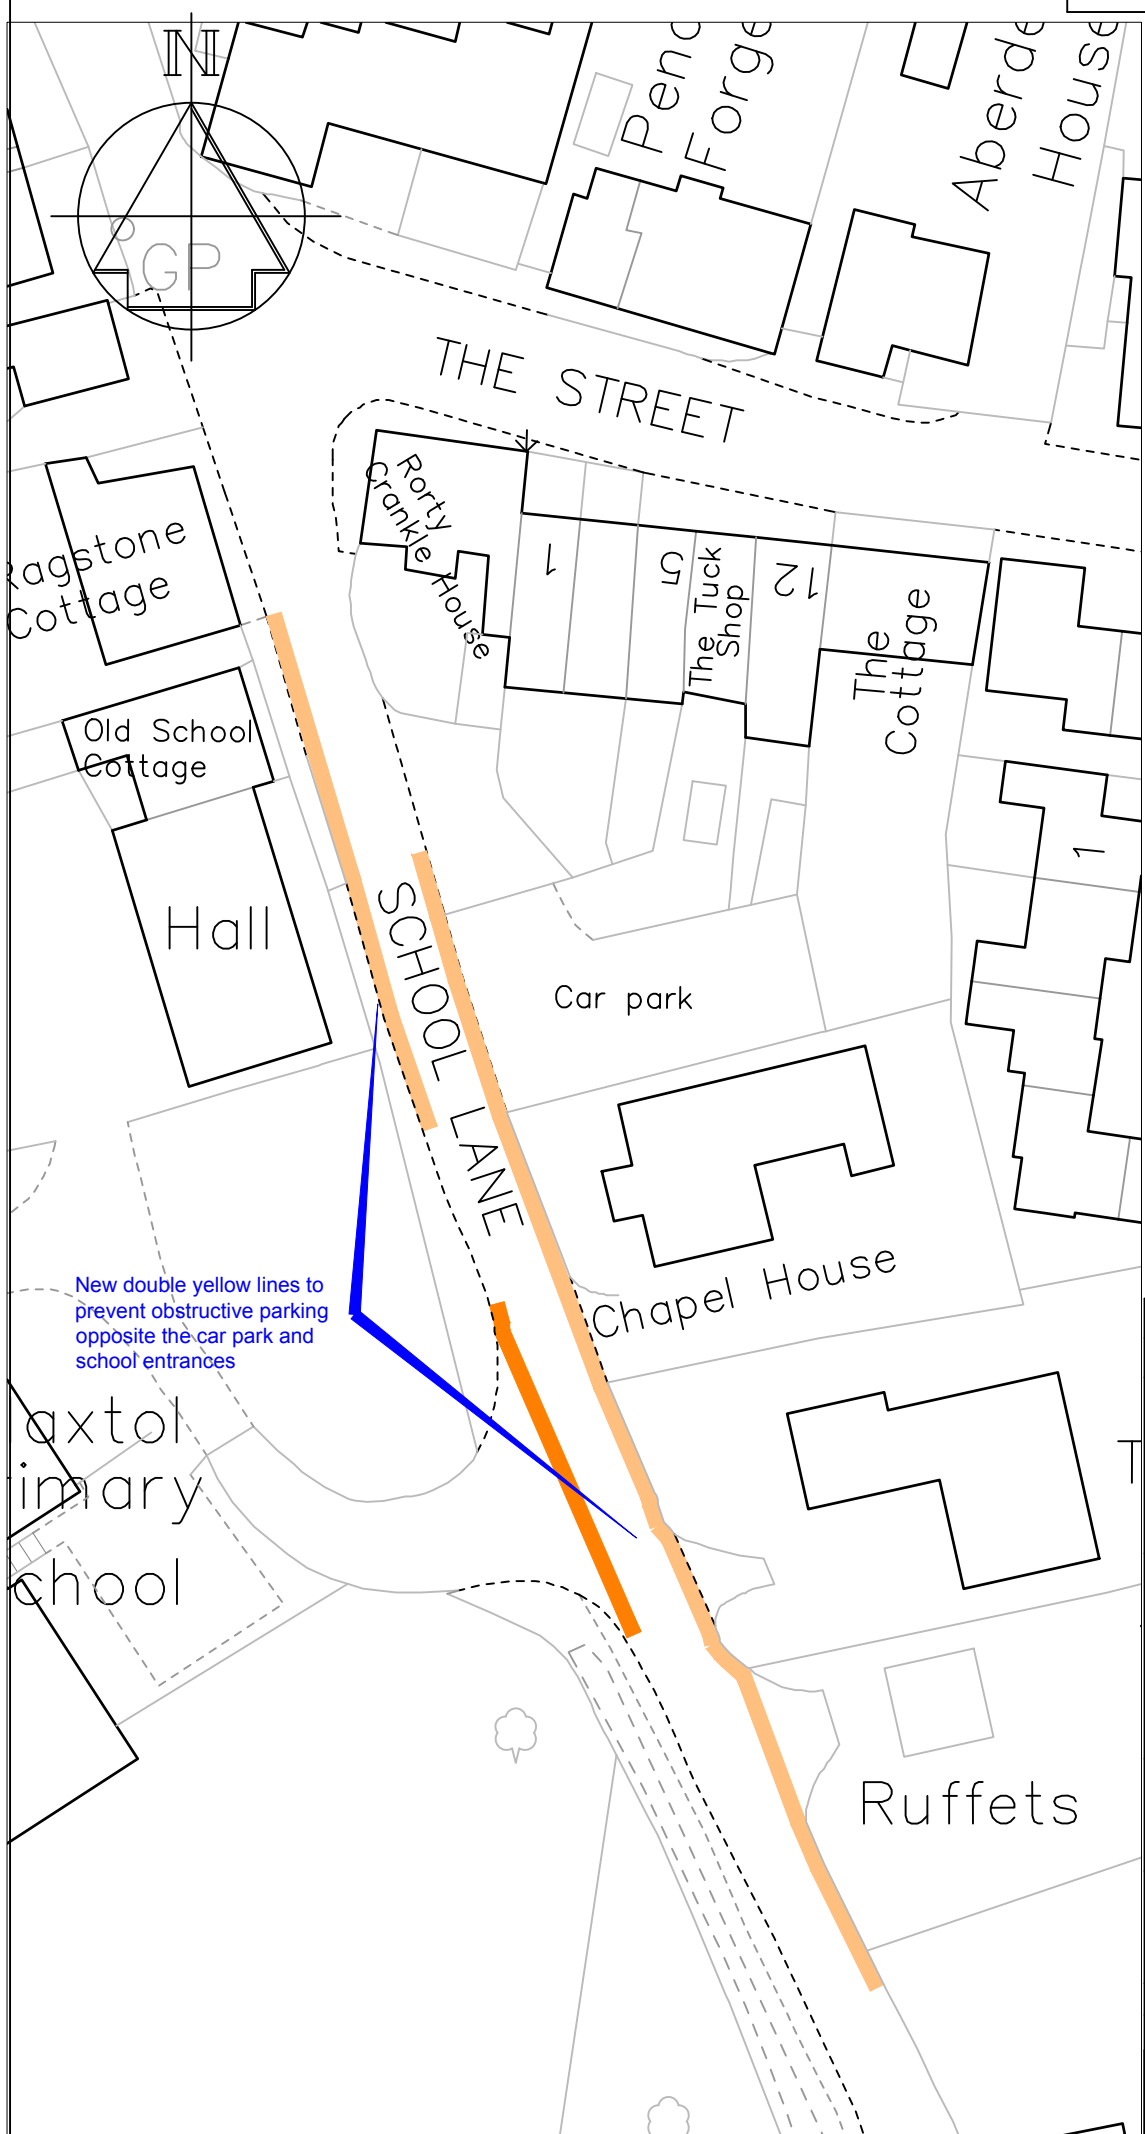 N
GP
Forge
THE STREET
Rorty
Crankle House
1
5
The Tuck
Shop
12
The
Cottage
Cottage
Old School
Cottage
Hall
SCHOOL LANE
Car park
1
Chapel House
New double yellow lines to
prevent obstructive parking
opposite the car park and
school entrances
axtol
imary
chool
Ruffets